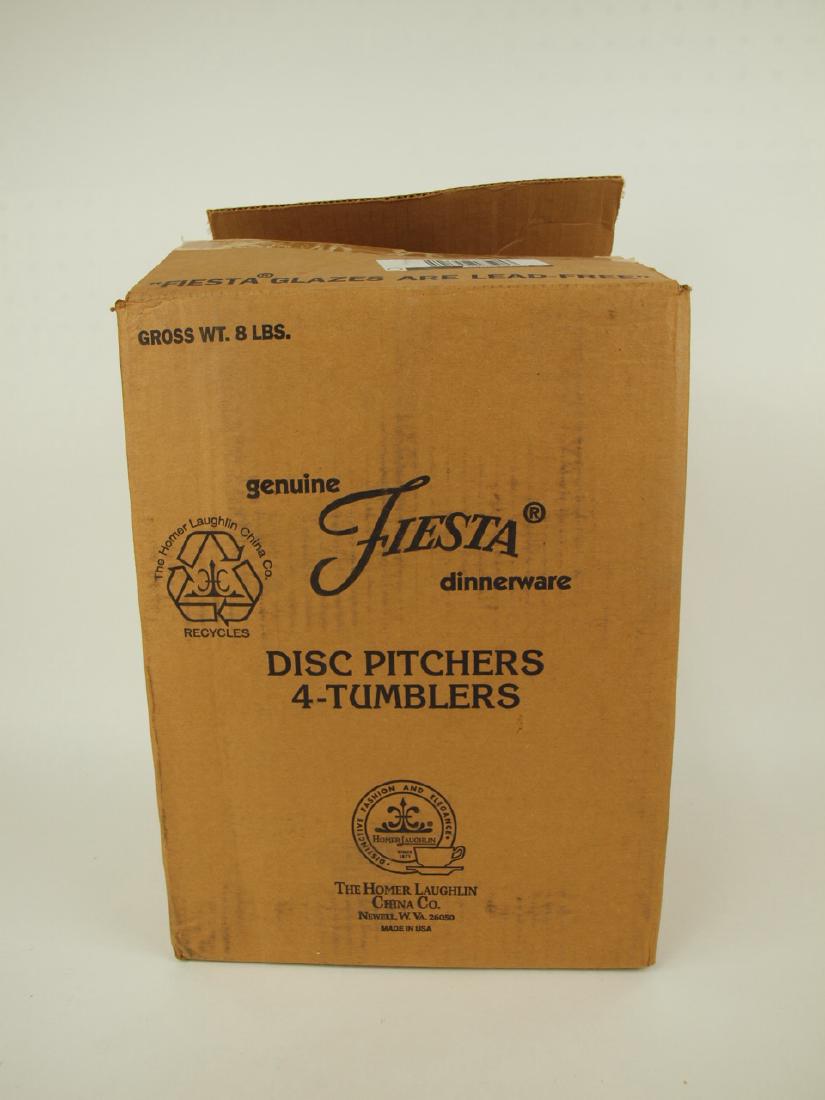 "FIESTA® GLAZES ARE LEAD-FREE"
GROSS WT. 8 LBS.
genuine
FIESTA®
dinnerware
The Homer Laughlin China Co.
RECYCLES
DISC PITCHERS
4-TUMBLERS
• DISTINCTIVE FASHION AND ELEGANCE •
HOMER LAUGHLIN ®
THE HOMER LAUGHLIN
CHINA CO.
NEWELL, W. VA. 26050
MADE IN USA